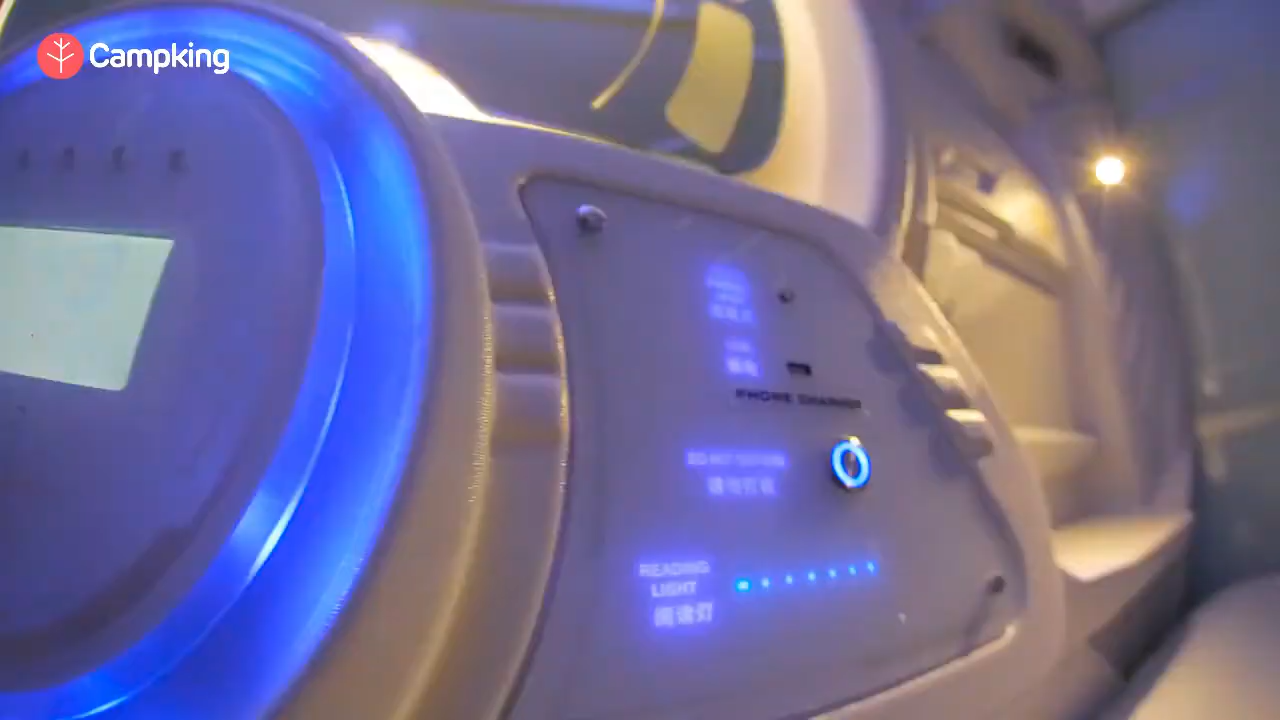 Campking
PHONE CHARGER
DO NOT DISTURB
请勿打扰
READING
LIGHT
阅读灯